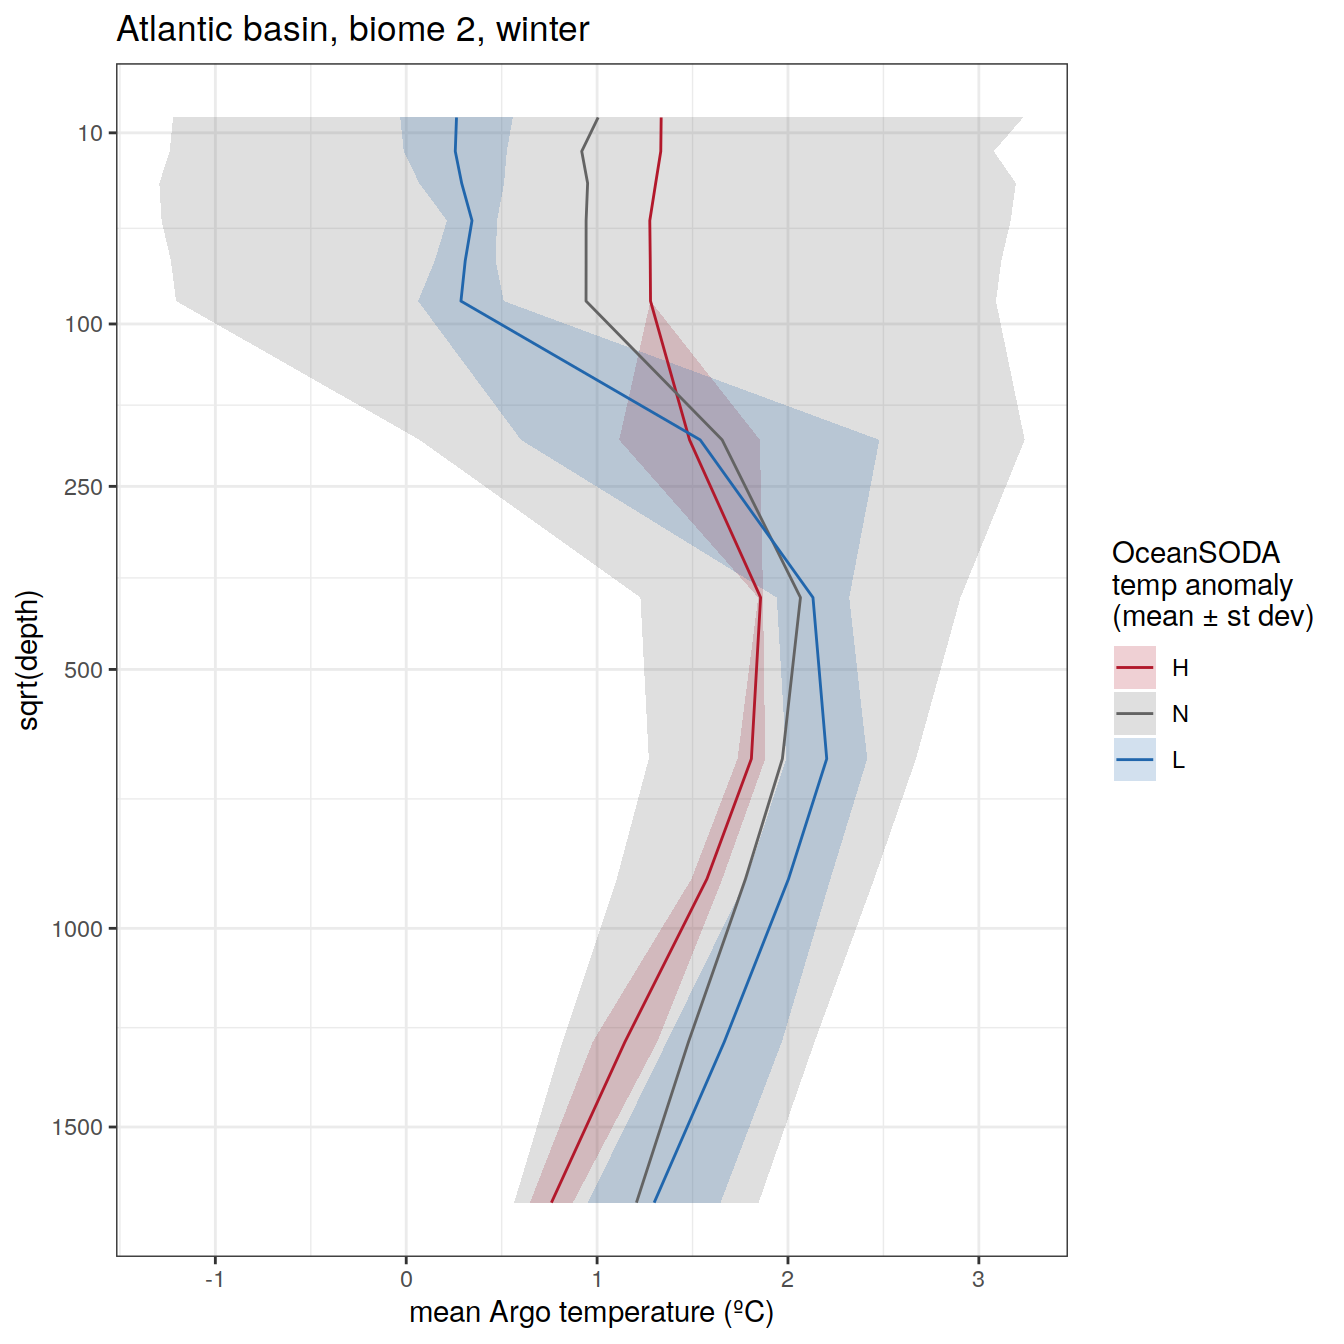 Atlantic basin, biome 2, winter
10
100
250
500
1000
1500
sqrt(depth)
-1
0
1
2
3
mean Argo temperature (ºC)
OceanSODA
temp anomaly
(mean ± st dev)
H
N
L